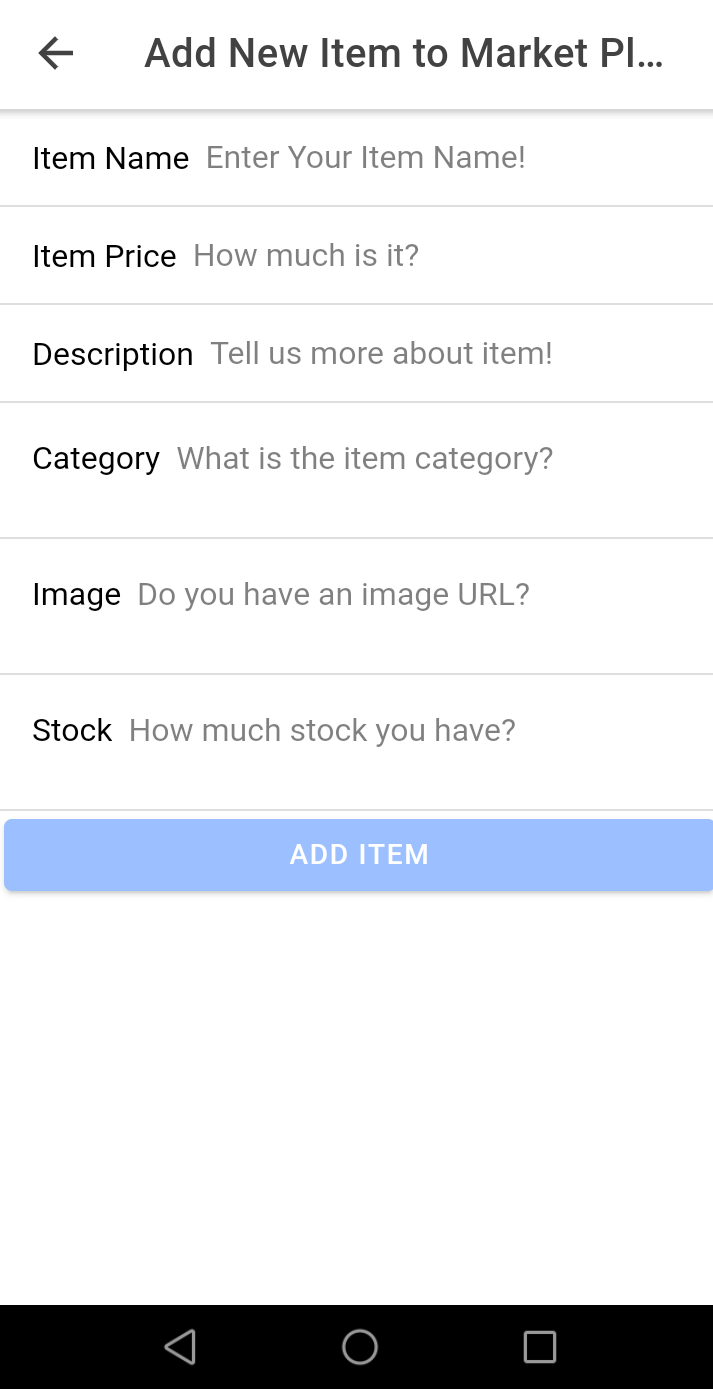 Add New Item to Market Pl...
Item Name Enter Your Item Name!
Item Price How much is it?
Description Tell us more about item!
Category What is the item category?
Image Do you have an image URL?
Stock How much stock you have?
ADD ITEM